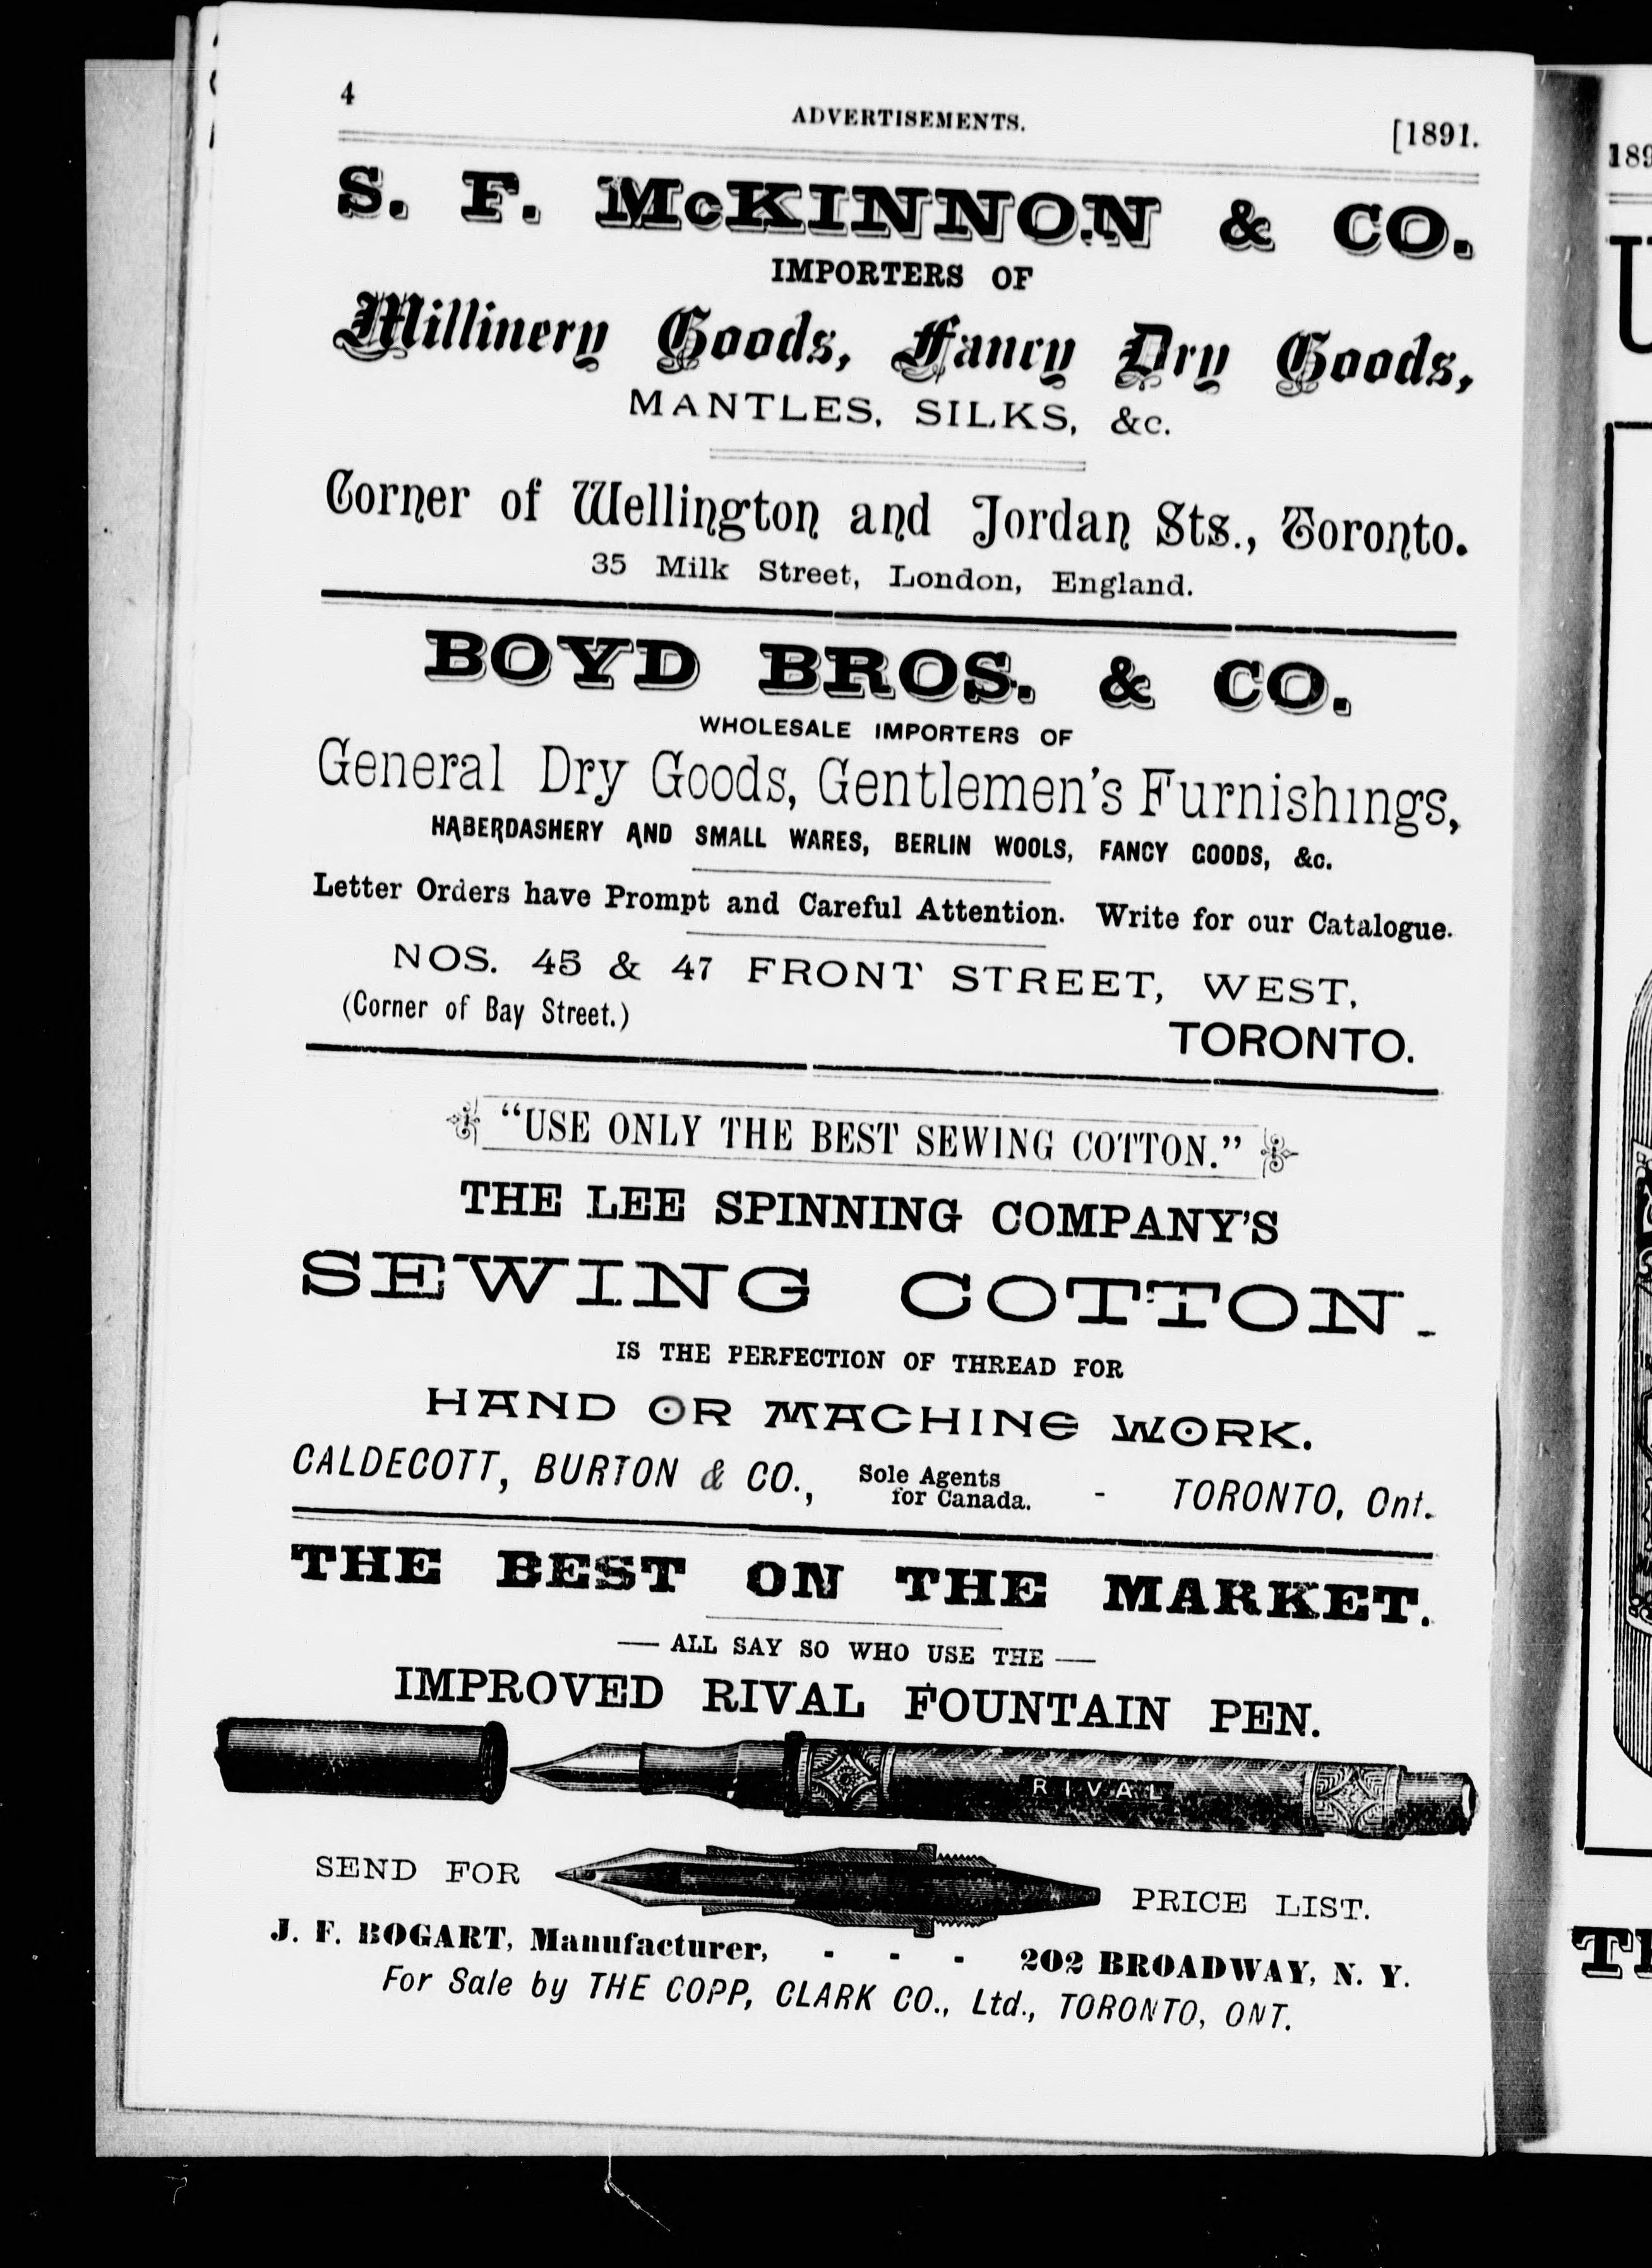 4
ADVERTISEMENTS.
[1891.
S. F. McKINNON & CO.
IMPORTERS OF
Millinery Goods, Fancy Dry Goods,
MANTLES, SILKS, &c.
Corner of Wellington and Jordan Sts., Toronto.
35 Milk Street, London, England.
BOYD BROS. & CO.
WHOLESALE IMPORTERS OF
General Dry Goods, Gentlemen's Furnishings,
HABERDASHERY AND SMALL WARES, BERLIN WOOLS, FANCY GOODS, &c.
Letter Orders have Prompt and Careful Attention. Write for our Catalogue.
NOS. 45 & 47 FRONT STREET, WEST,
(Corner of Bay Street.)
TORONTO.
"USE ONLY THE BEST SEWING COTTON."
THE LEE SPINNING COMPANY'S
SEWING COTTON.
IS THE PERFECTION OF THREAD FOR
HAND OR MACHINE WORK.
CALDECOTT, BURTON & CO., Sole Agents for Canada. - TORONTO, Ont.
THE BEST ON THE MARKET.
— ALL SAY SO WHO USE THE —
IMPROVED RIVAL FOUNTAIN PEN.
RIVAL
SEND FOR PRICE LIST.
J. F. BOGART, Manufacturer, - - - 202 BROADWAY, N. Y.
For Sale by THE COPP, CLARK CO., Ltd., TORONTO, ONT.